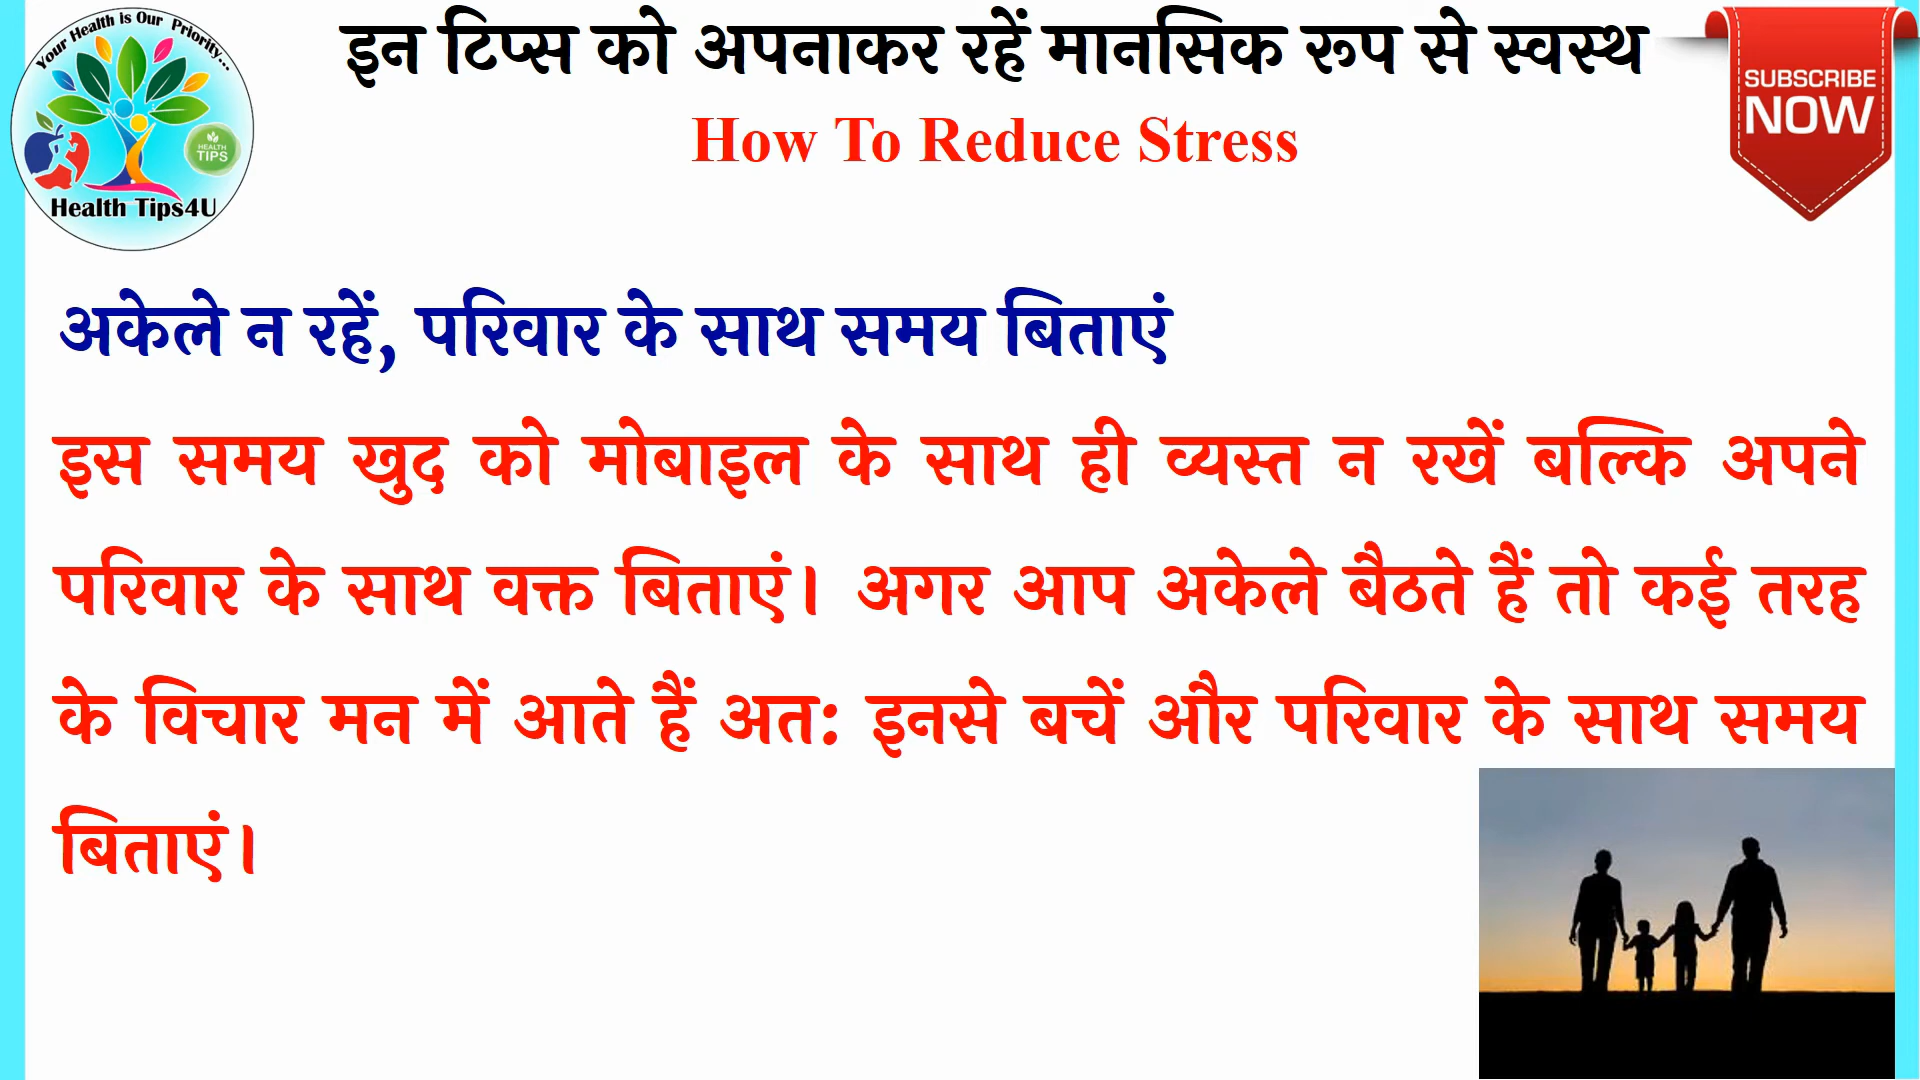 Your Health is Our Priority...
HEALTH
TIPS
Health Tips4U
इन टिप्स को अपनाकर रहें मानसिक रूप से स्वस्थ
How To Reduce Stress
SUBSCRIBE
NOW
अकेले न रहें, परिवार के साथ समय बिताएं
इस समय खुद को मोबाइल के साथ ही व्यस्त न रखें बल्कि अपने
परिवार के साथ वक्त बिताएं। अगर आप अकेले बैठते हैं तो कई तरह
के विचार मन में आते हैं अत: इनसे बचें और परिवार के साथ समय
बिताएं।